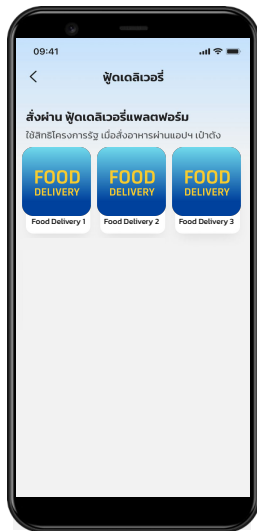 09:41
ฟู้ดเดลิเวอรี่
สั่งผ่าน ฟู้ดเดลิเวอรี่แพลตฟอร์ม
ใช้สิทธิโครงการรัฐ เมื่อสั่งอาหารผ่านแอปฯ เป๋าตัง
FOOD DELIVERY
FOOD DELIVERY
FOOD DELIVERY
Food Delivery 1
Food Delivery 2
Food Delivery 3